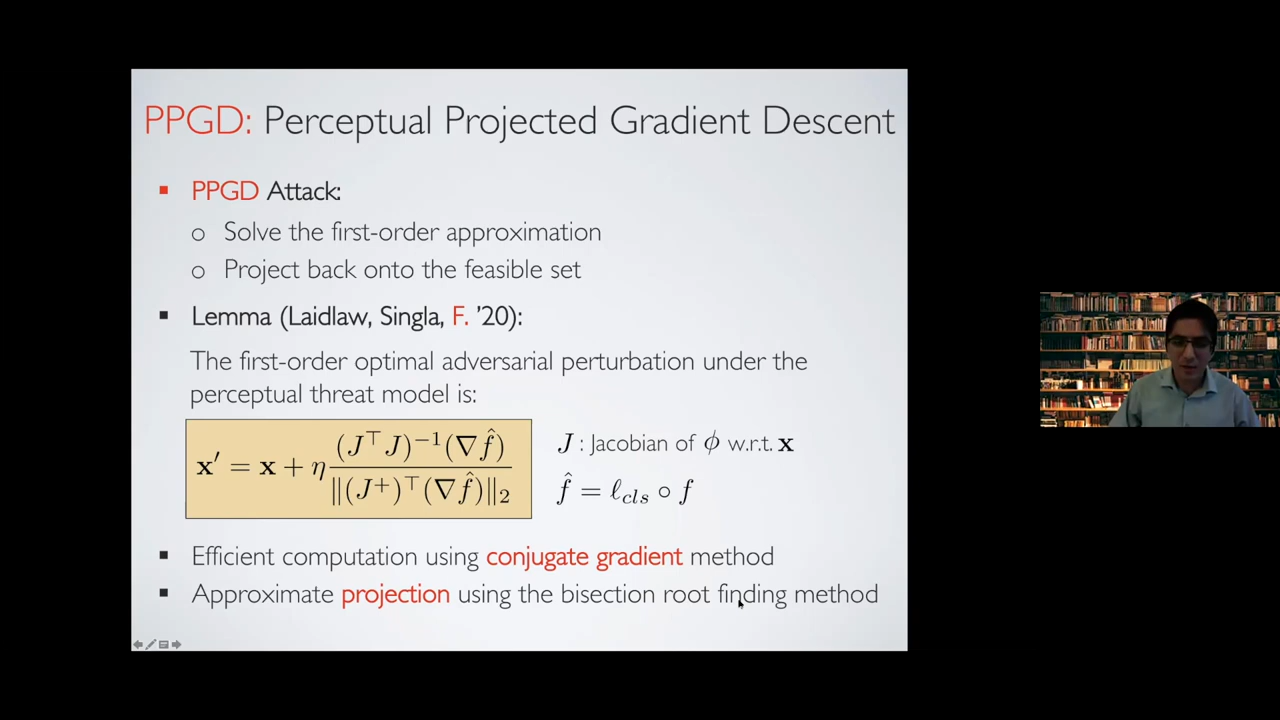 PPGD: Perceptual Projected Gradient Descent
▪ PPGD Attack:
o Solve the first-order approximation
o Project back onto the feasible set
▪ Lemma (Laidlaw, Singla, F. '20):
The first-order optimal adversarial perturbation under the
perceptual threat model is:
x′ = x + η (J⊤J)⁻¹(∇f̂) / ‖(J⁺)⊤(∇f̂)‖₂
J : Jacobian of ϕ w.r.t. x
f̂ = ℓ_cls ∘ f
▪ Efficient computation using conjugate gradient method
▪ Approximate projection using the bisection root finding method